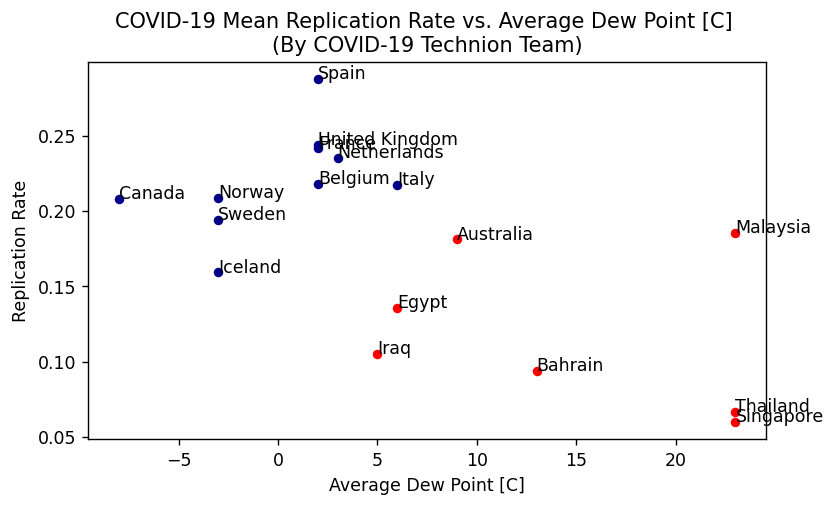 COVID-19 Mean Replication Rate vs. Average Dew Point [C]
(By COVID-19 Technion Team)
Spain
0.25
United Kingdom
France
Netherlands
Belgium
Italy
Canada
Norway
0.20
Sweden
Malaysia
Australia
Replication Rate
0.15
Iceland
Egypt
Iraq
0.10
Bahrain
Thailand
Singapore
0.05
−5
0
5
10
15
20
Average Dew Point [C]